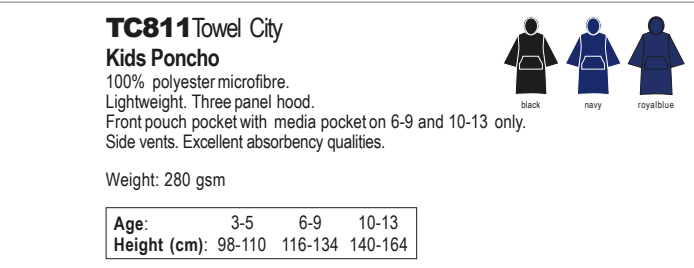 TC811 Towel City
Kids Poncho
100% polyester microfibre.
Lightweight. Three panel hood.
Front pouch pocket with media pocket on 6-9 and 10-13 only.
Side vents. Excellent absorbency qualities.
Weight: 280 gsm
Age: 3-5 6-9 10-13
Height (cm): 98-110 116-134 140-164
black navy royalblue